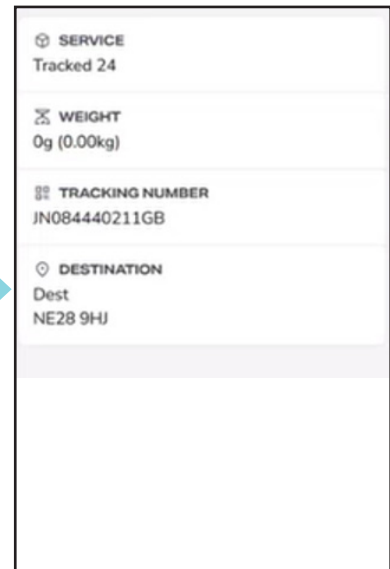 SERVICE
Tracked 24
WEIGHT
0g (0.00kg)
TRACKING NUMBER
JN084440211GB
DESTINATION
Dest
NE28 9HJ